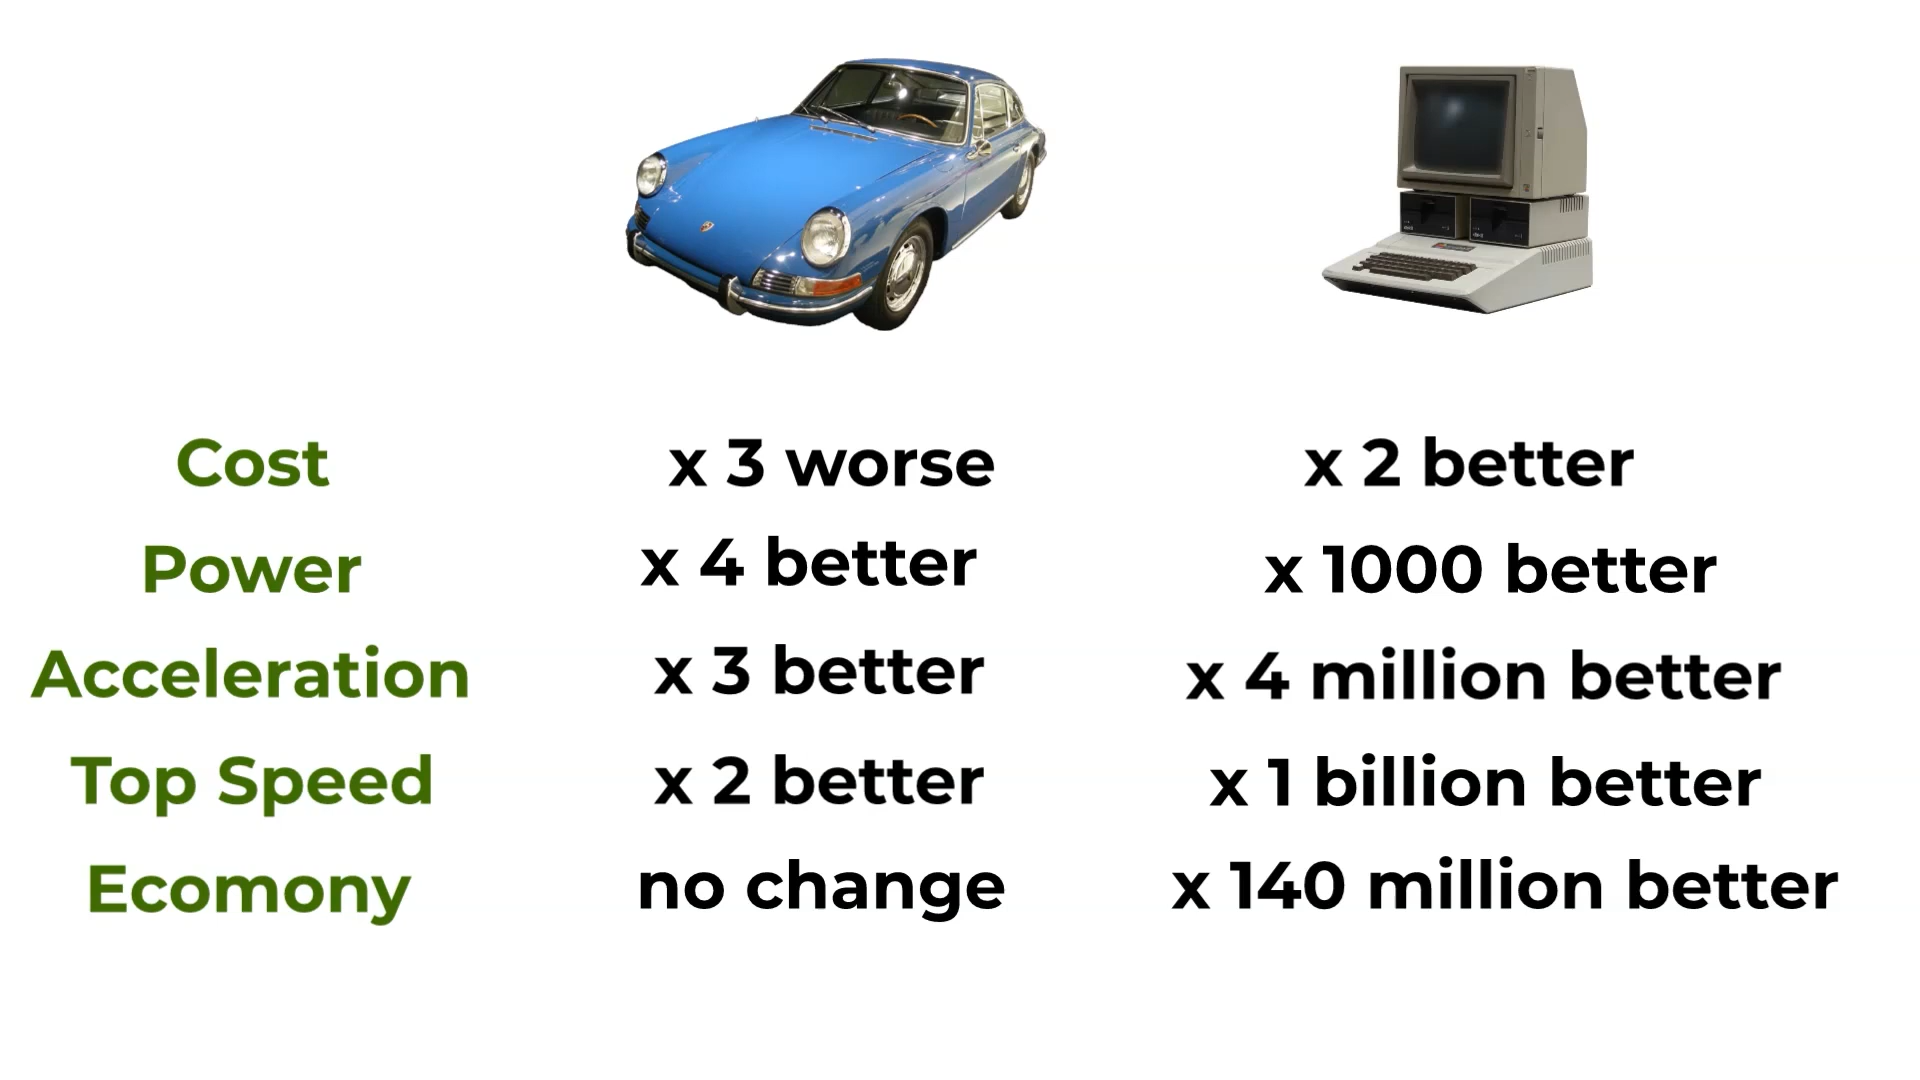 Cost x 3 worse x 2 better
Power x 4 better x 1000 better
Acceleration x 3 better x 4 million better
Top Speed x 2 better x 1 billion better
Ecomony no change x 140 million better